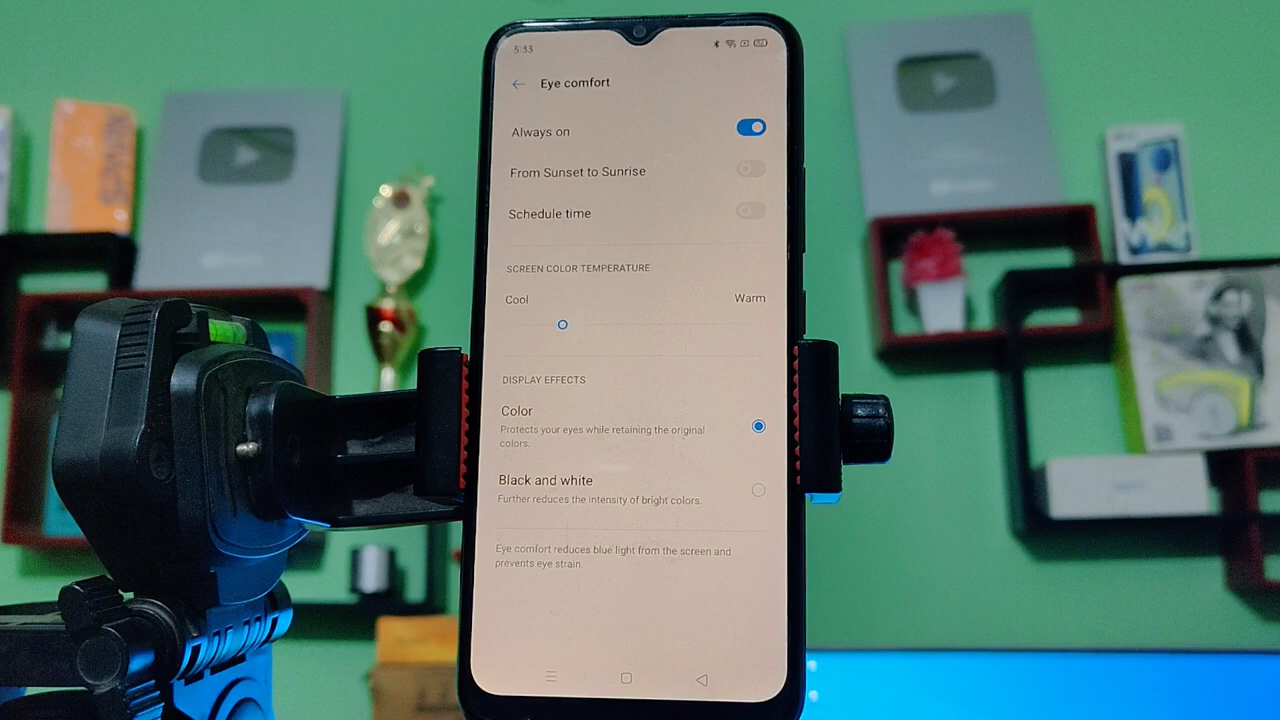 5:33
Eye comfort
Always on
From Sunset to Sunrise
Schedule time
SCREEN COLOR TEMPERATURE
Cool
Warm
DISPLAY EFFECTS
Color
Protects your eyes while retaining the original
colors.
Black and white
Further reduces the intensity of bright colors.
Eye comfort reduces blue light from the screen and
prevents eye strain.